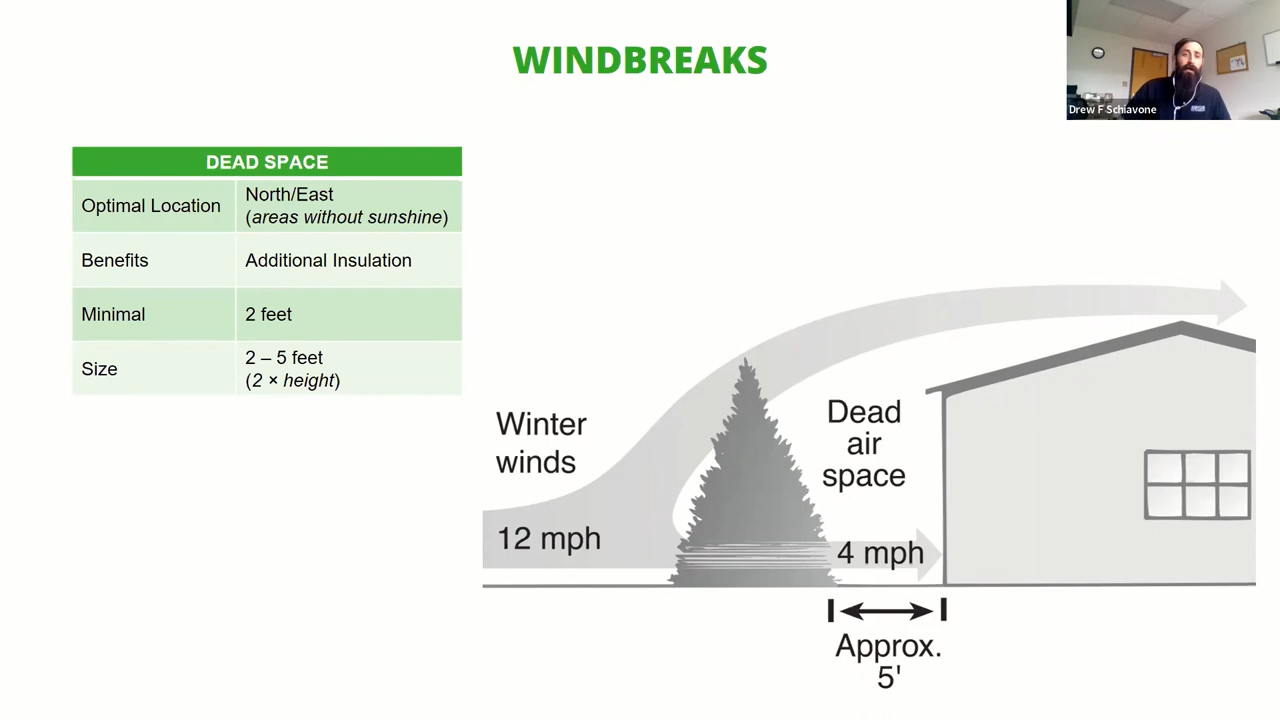 WINDBREAKS
Drew F Schiavone
DEAD SPACE
Optimal Location
North/East
(areas without sunshine)
Benefits
Additional Insulation
Minimal
2 feet
Size
2 – 5 feet
(2 × height)
Winter
winds
12 mph
Dead
air
space
4 mph
Approx.
5'